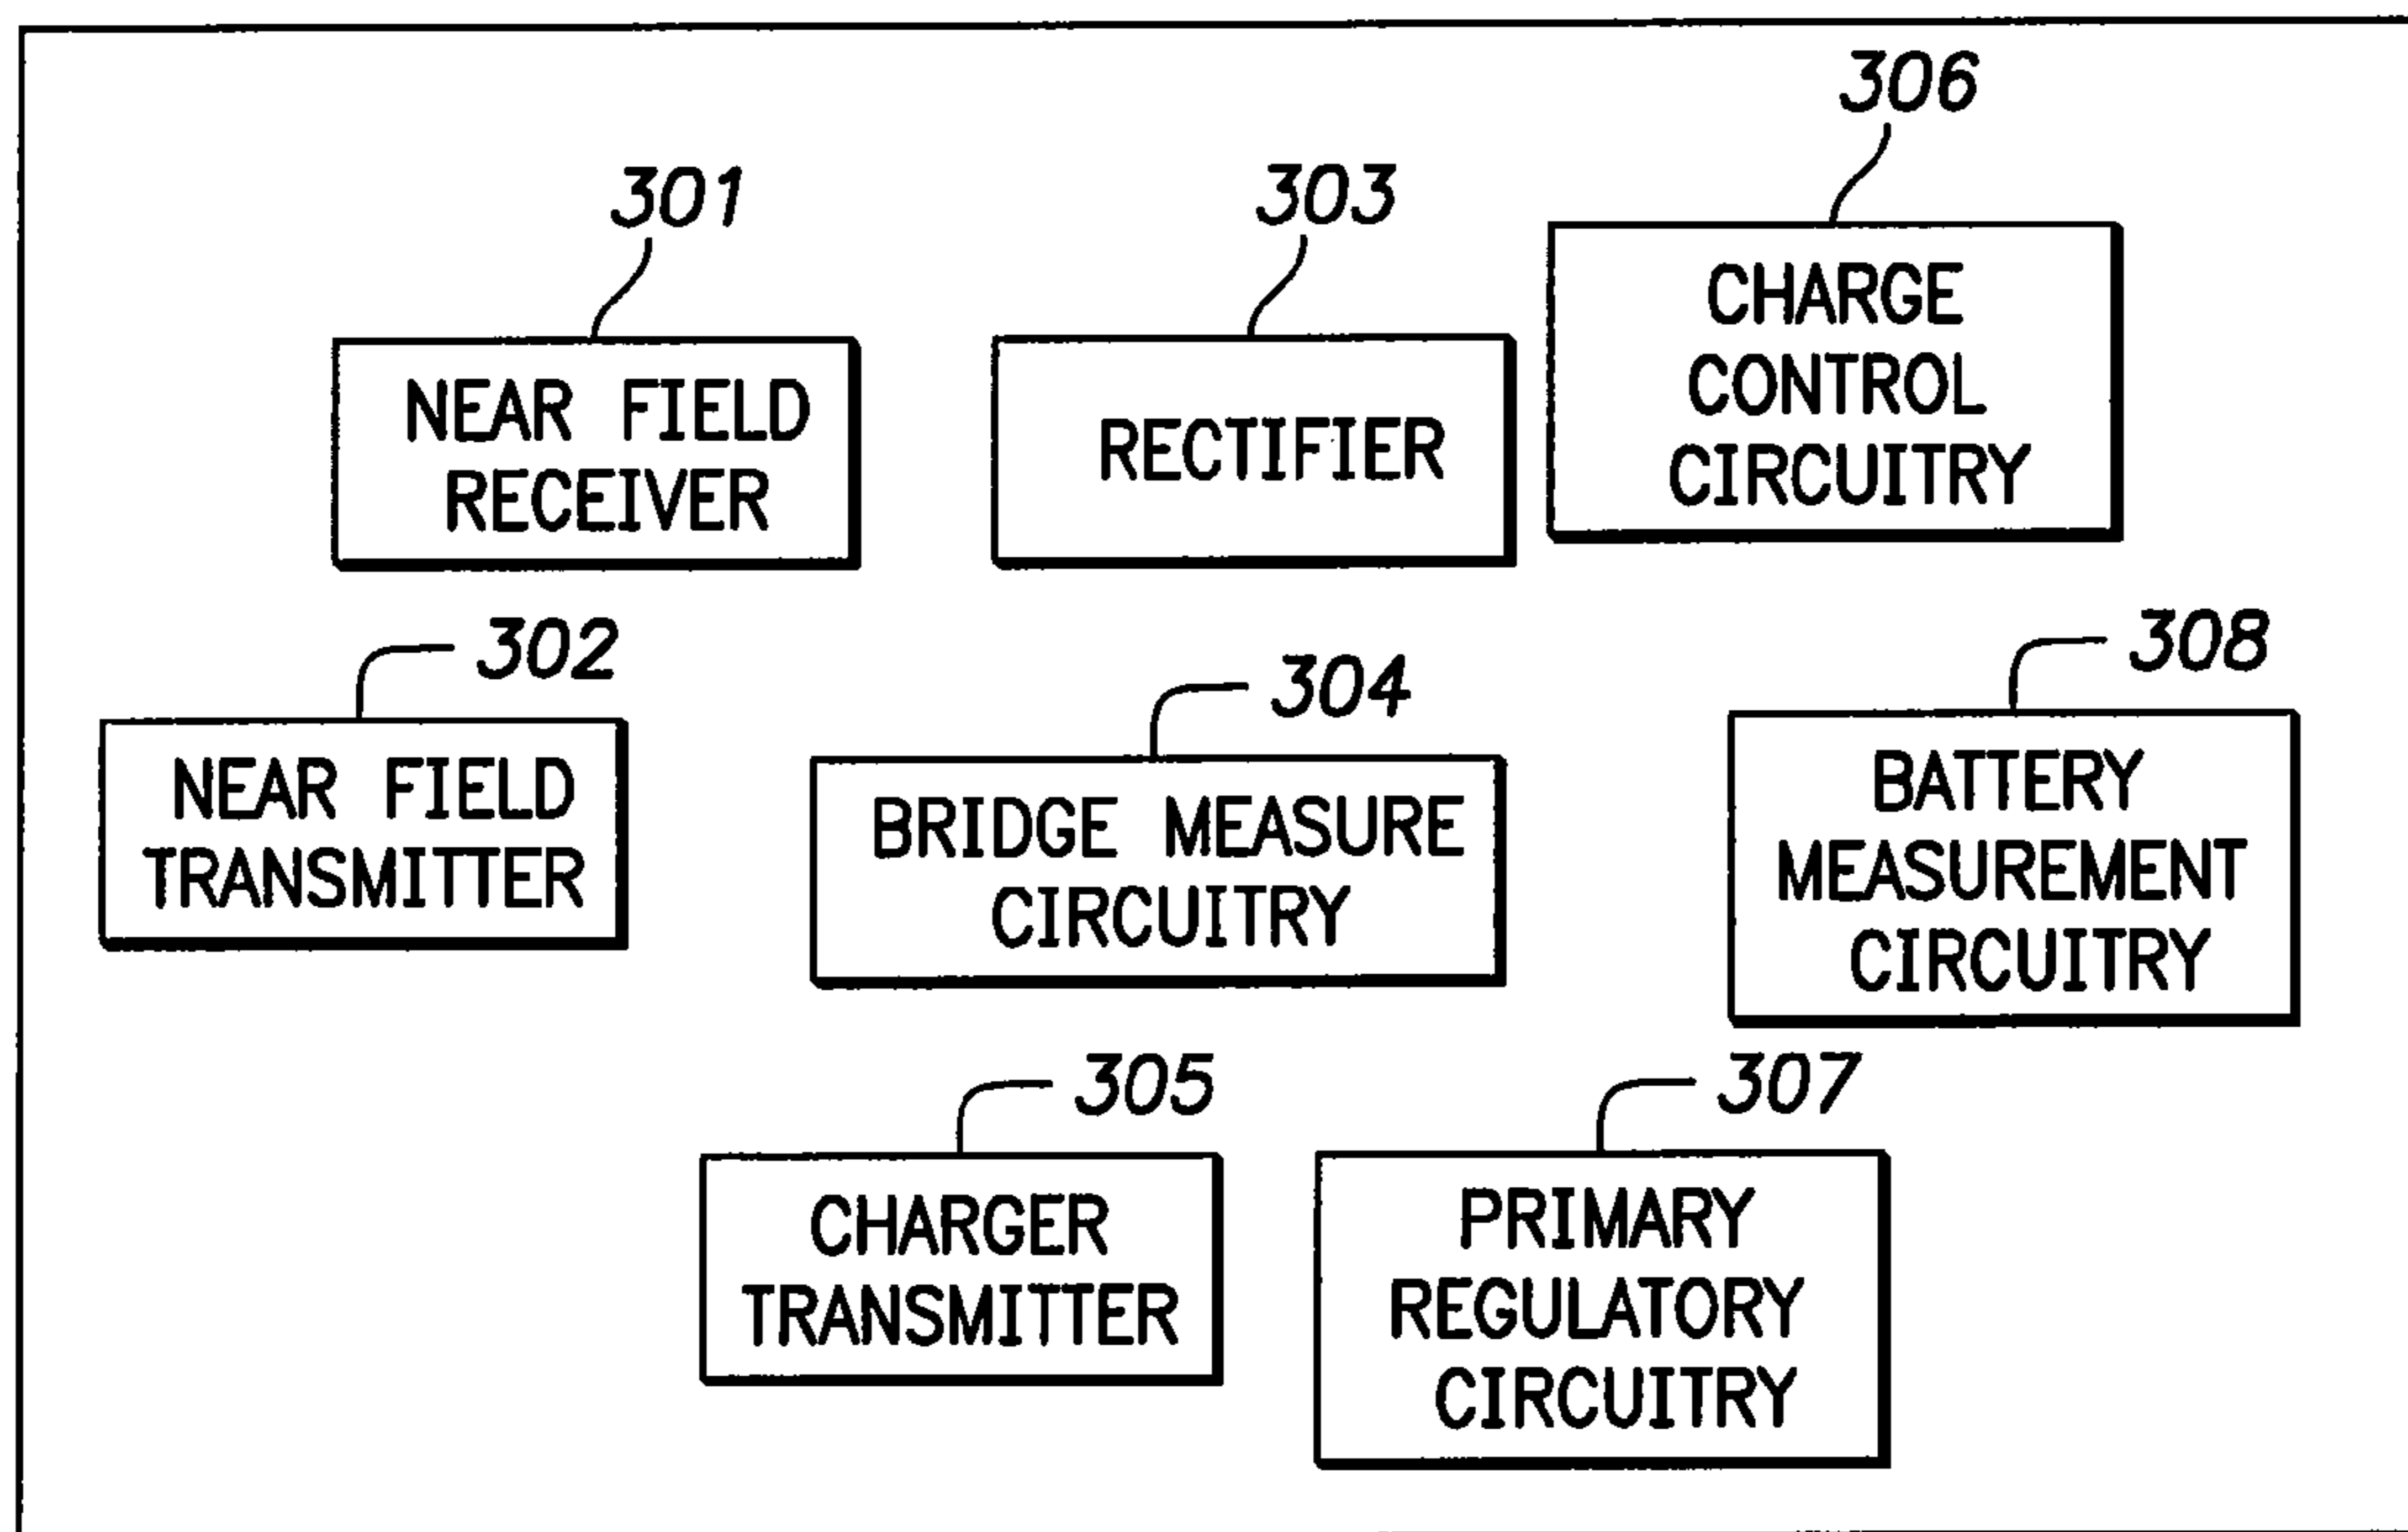 306
301
303
CHARGE
CONTROL
CIRCUITRY
NEAR FIELD
RECEIVER
RECTIFIER
302
308
304
NEAR FIELD
TRANSMITTER
BRIDGE MEASURE
CIRCUITRY
BATTERY
MEASUREMENT
CIRCUITRY
305
307
CHARGER
TRANSMITTER
PRIMARY
REGULATORY
CIRCUITRY